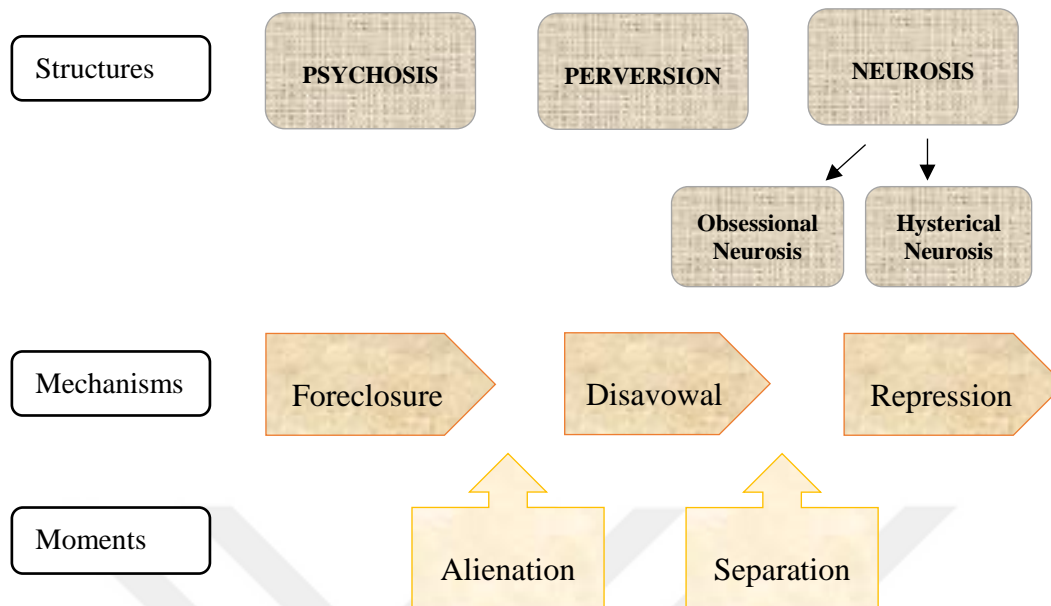 Structures
PSYCHOSIS
PERVERSION
NEUROSIS
Obsessional
Neurosis
Hysterical
Neurosis
Mechanisms
Foreclosure
Disavowal
Repression
Moments
Alienation
Separation